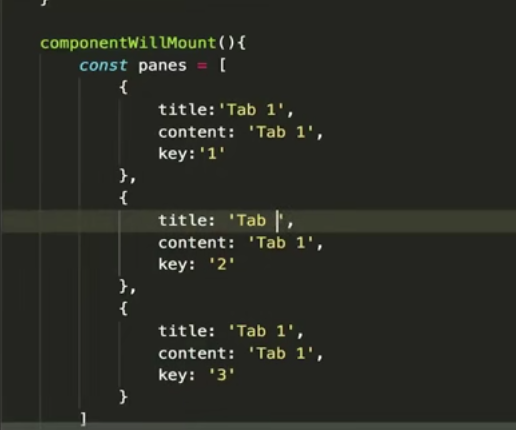 }
componentWillMount(){
const panes = [
{
title:'Tab 1',
content: 'Tab 1',
key:'1'
},
{
title: 'Tab ',
content: 'Tab 1',
key: '2'
},
{
title: 'Tab 1',
content: 'Tab 1',
key: '3'
}
]